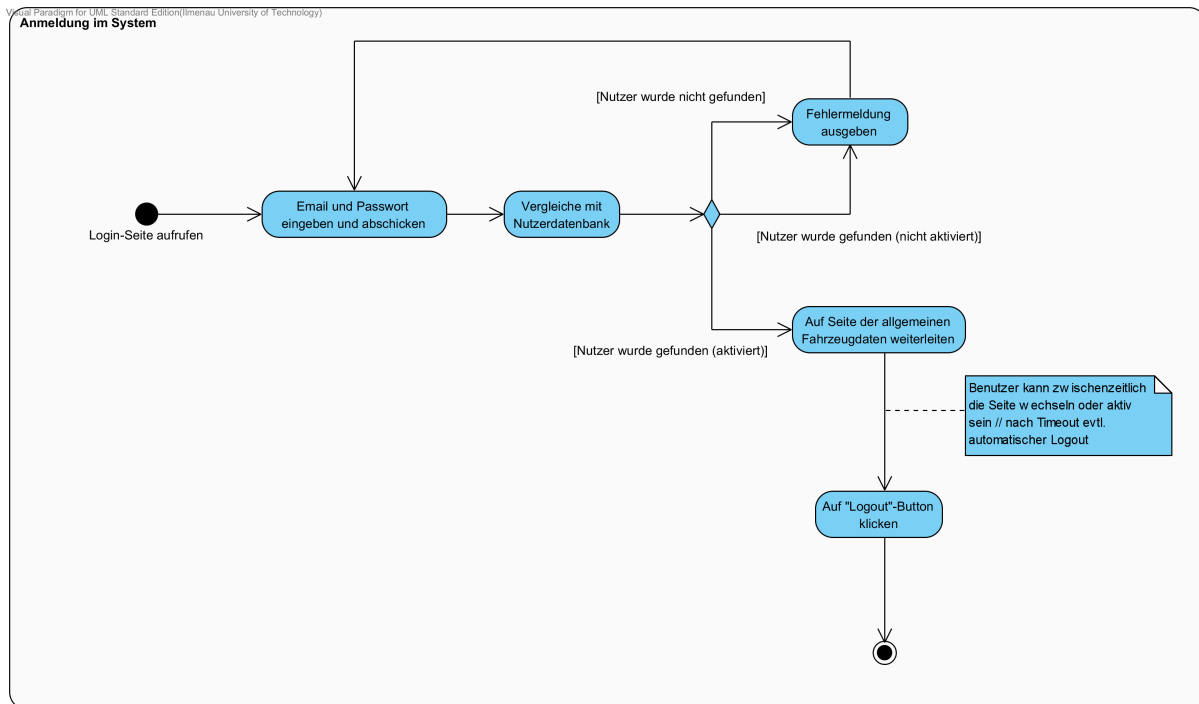 Visual Paradigm for UML Standard Edition(Ilmenau University of Technology)
Anmeldung im System
[Nutzer wurde nicht gefunden]
Fehlermeldung
ausgeben
Login-Seite aufrufen
Email und Passwort
eingeben und abschicken
Vergleiche mit
Nutzerdatenbank
[Nutzer wurde gefunden (nicht aktiviert)]
Auf Seite der allgemeinen
Fahrzeugdaten weiterleiten
[Nutzer wurde gefunden (aktiviert)]
Benutzer kann zwischenzeitlich
die Seite wechseln oder aktiv
sein // nach Timeout evtl.
automatischer Logout
Auf "Logout"-Button
klicken